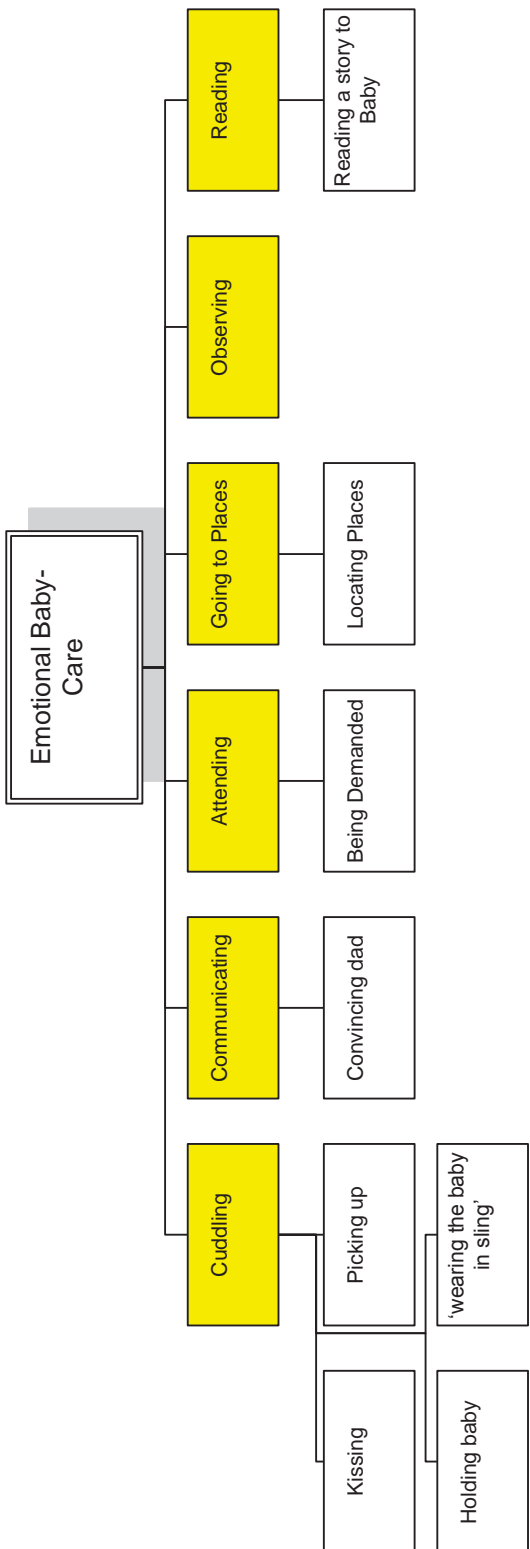 Emotional Baby-
Care
Cuddling
Communicating
Attending
Going to Places
Observing
Reading
Kissing
Picking up
Convincing dad
Being Demanded
Locating Places
Reading a story to
Baby
Holding baby
‘wearing the baby
in sling’